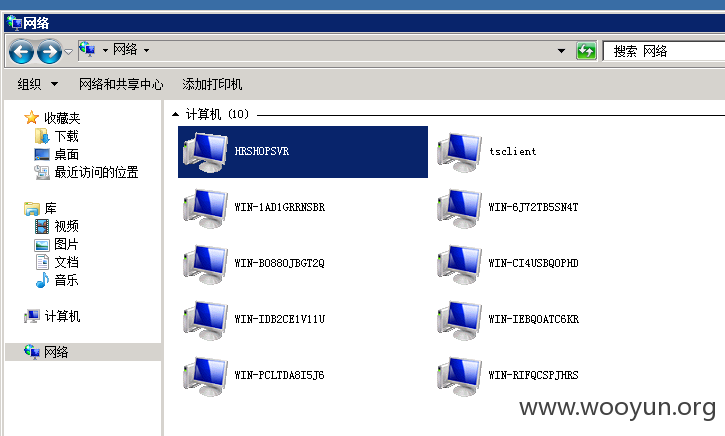 网络
网络
搜索 网络
组织 网络和共享中心 添加打印机
收藏夹
下载
桌面
最近访问的位置
库
视频
图片
文档
音乐
计算机
网络
计算机 (10)
HRSHOPSVR
tsclient
WIN-1AD1GRRNSBR
WIN-6J72TB5SN4T
WIN-BO88OJBGT2Q
WIN-CI4USBQOPHD
WIN-IDB2CE1V11U
WIN-IEBQOATC6KR
WIN-PCLTDA8I5J6
WIN-RIFQCSPJHRS
www.wooyun.org